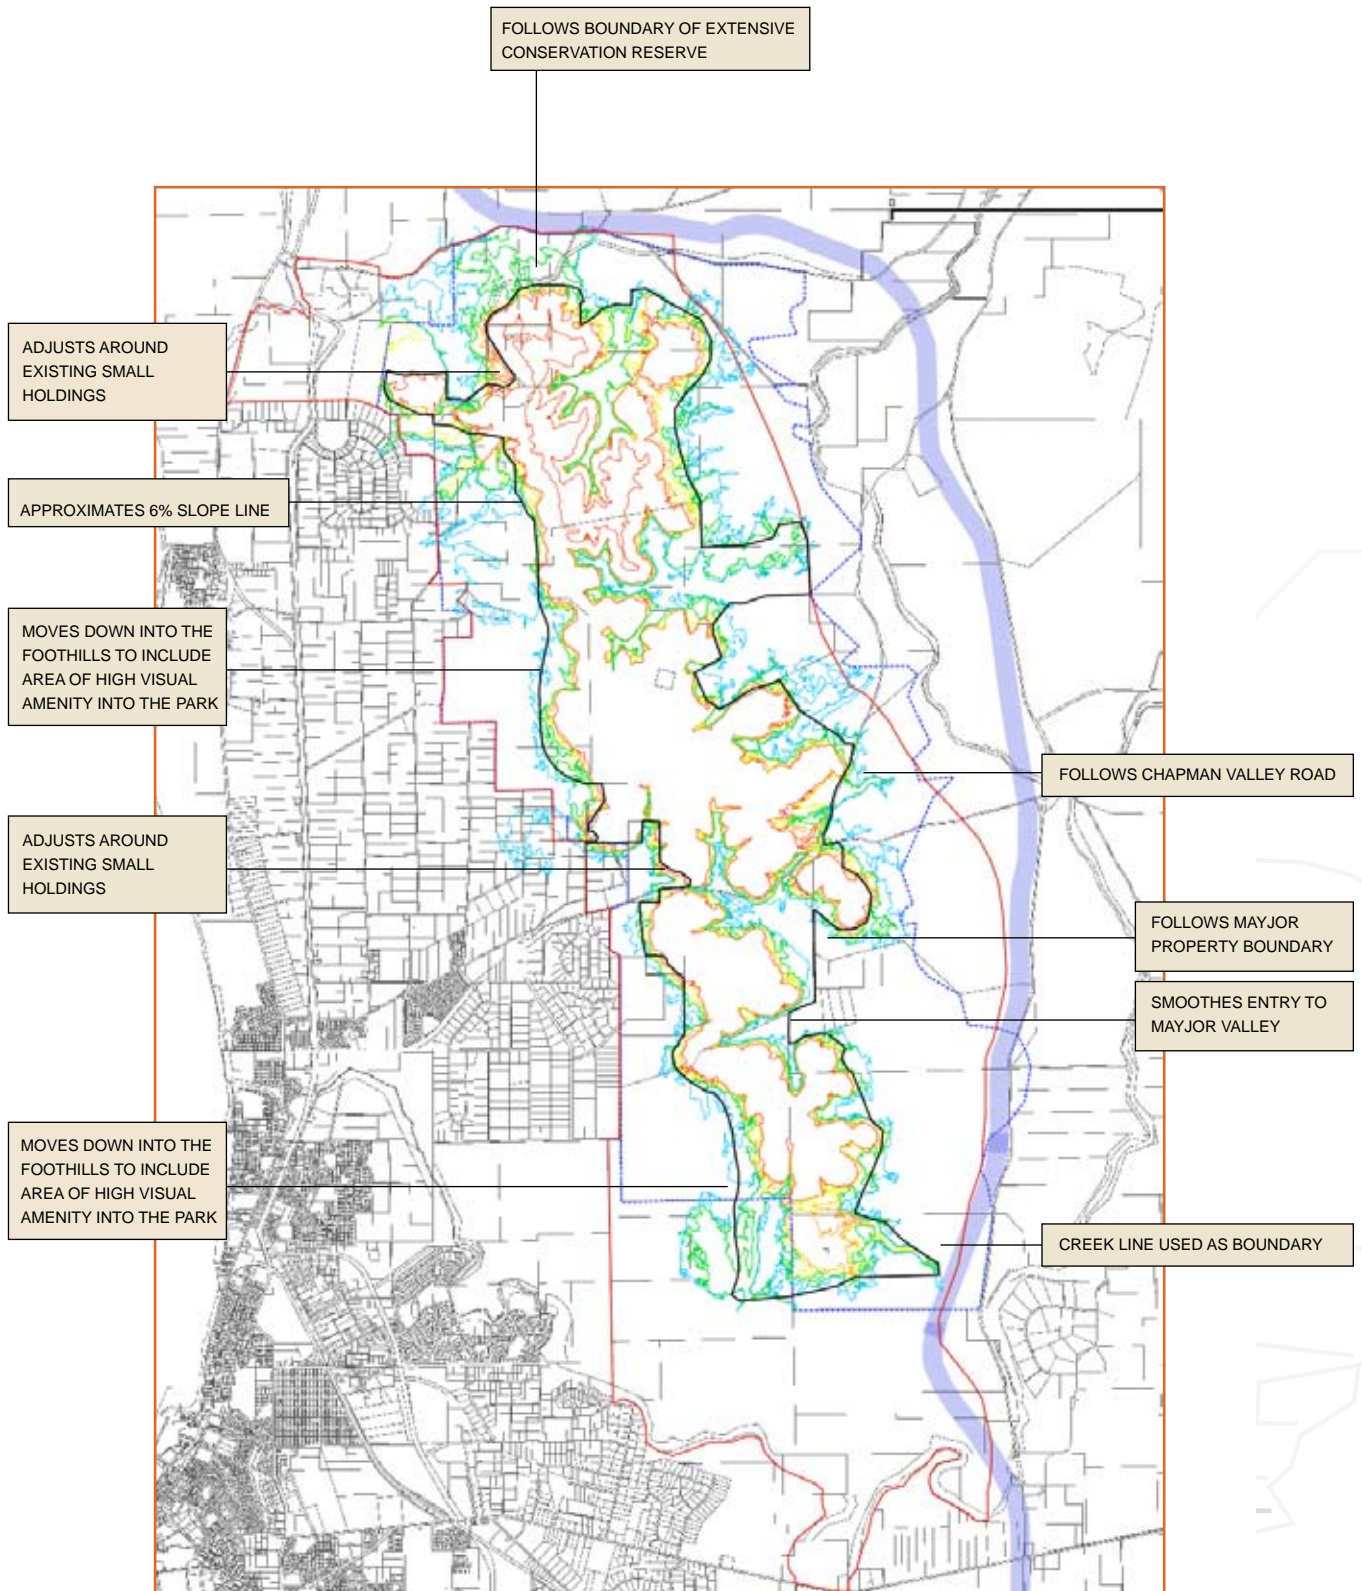 FOLLOWS BOUNDARY OF EXTENSIVE
CONSERVATION RESERVE
ADJUSTS AROUND
EXISTING SMALL
HOLDINGS
APPROXIMATES 6% SLOPE LINE
MOVES DOWN INTO THE
FOOTHILLS TO INCLUDE
AREA OF HIGH VISUAL
AMENITY INTO THE PARK
FOLLOWS CHAPMAN VALLEY ROAD
ADJUSTS AROUND
EXISTING SMALL
HOLDINGS
FOLLOWS MAYJOR
PROPERTY BOUNDARY
SMOOTHES ENTRY TO
MAYJOR VALLEY
MOVES DOWN INTO THE
FOOTHILLS TO INCLUDE
AREA OF HIGH VISUAL
AMENITY INTO THE PARK
CREEK LINE USED AS BOUNDARY